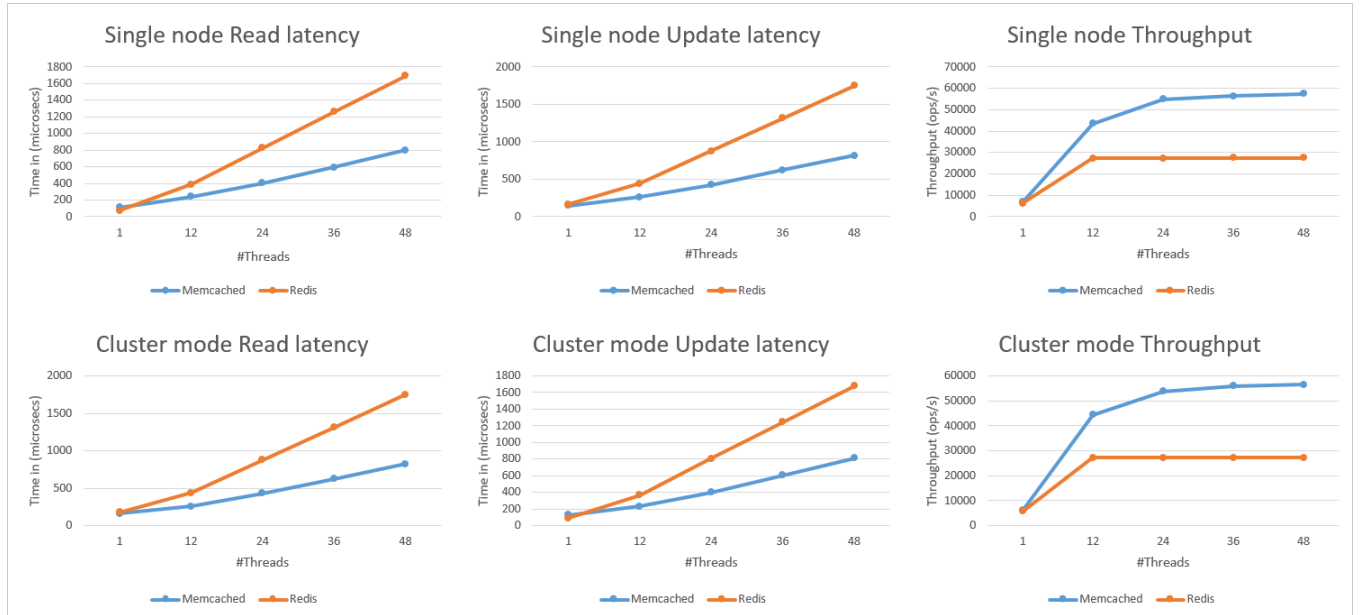 Single node Read latency
Time in (microsecs)
1800
1600
1400
1200
1000
800
600
400
200
0
1 12 24 36 48
#Threads
Memcached Redis
Single node Update latency
Time in (microsecs)
2000
1500
1000
500
0
1 12 24 36 48
#Threads
Memcached Redis
Single node Throughput
Throughput (ops/s)
70000
60000
50000
40000
30000
20000
10000
0
1 12 24 36 48
#Threads
Memcached Redis
Cluster mode Read latency
Time in (microsecs)
2000
1500
1000
500
0
1 12 24 36 48
#Threads
Memcached Redis
Cluster mode Update latency
Time in (microsecs)
1800
1600
1400
1200
1000
800
600
400
200
0
1 12 24 36 48
#Threads
Memcached Redis
Cluster mode Throughput
Throughput (ops/s)
60000
50000
40000
30000
20000
10000
0
1 12 24 36 48
#Threads
Memcached Redis